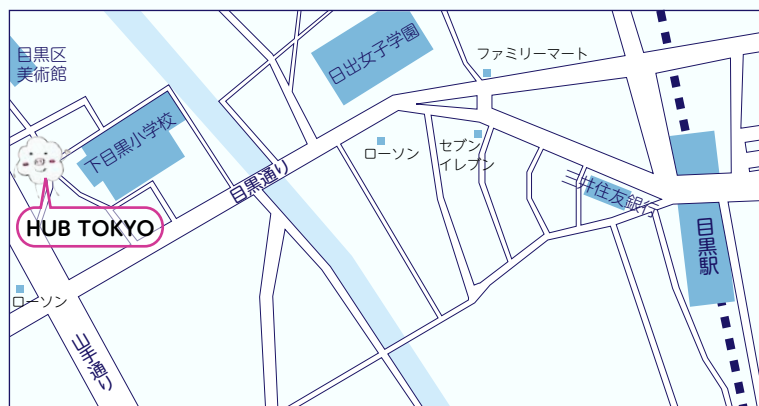 目黒区
美術館
日出女子学園
ファミリーマート
下目黒小学校
ローソン
セブン
イレブン
目黒通り
三井住友銀行
HUB TOKYO
目黒駅
ローソン
山手通り